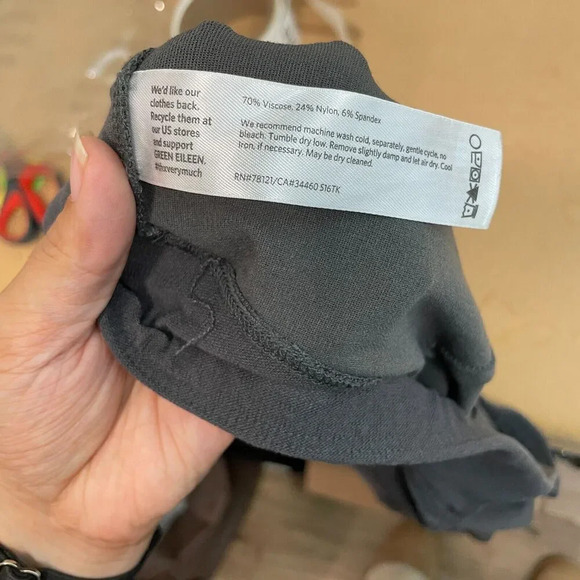 We'd like our
clothes back.
Recycle them at
our US stores
and support
GREEN EILEEN.
70% Viscose, 24% Nylon, 6% Spandex
We recommend machine wash cold, separately, gentle cycle, no
bleach. Tumble dry low. Remove slightly damp and let air dry. Cool
Iron, if necessary. May be dry cleaned.
RN#78121/CA#34460 S16TK